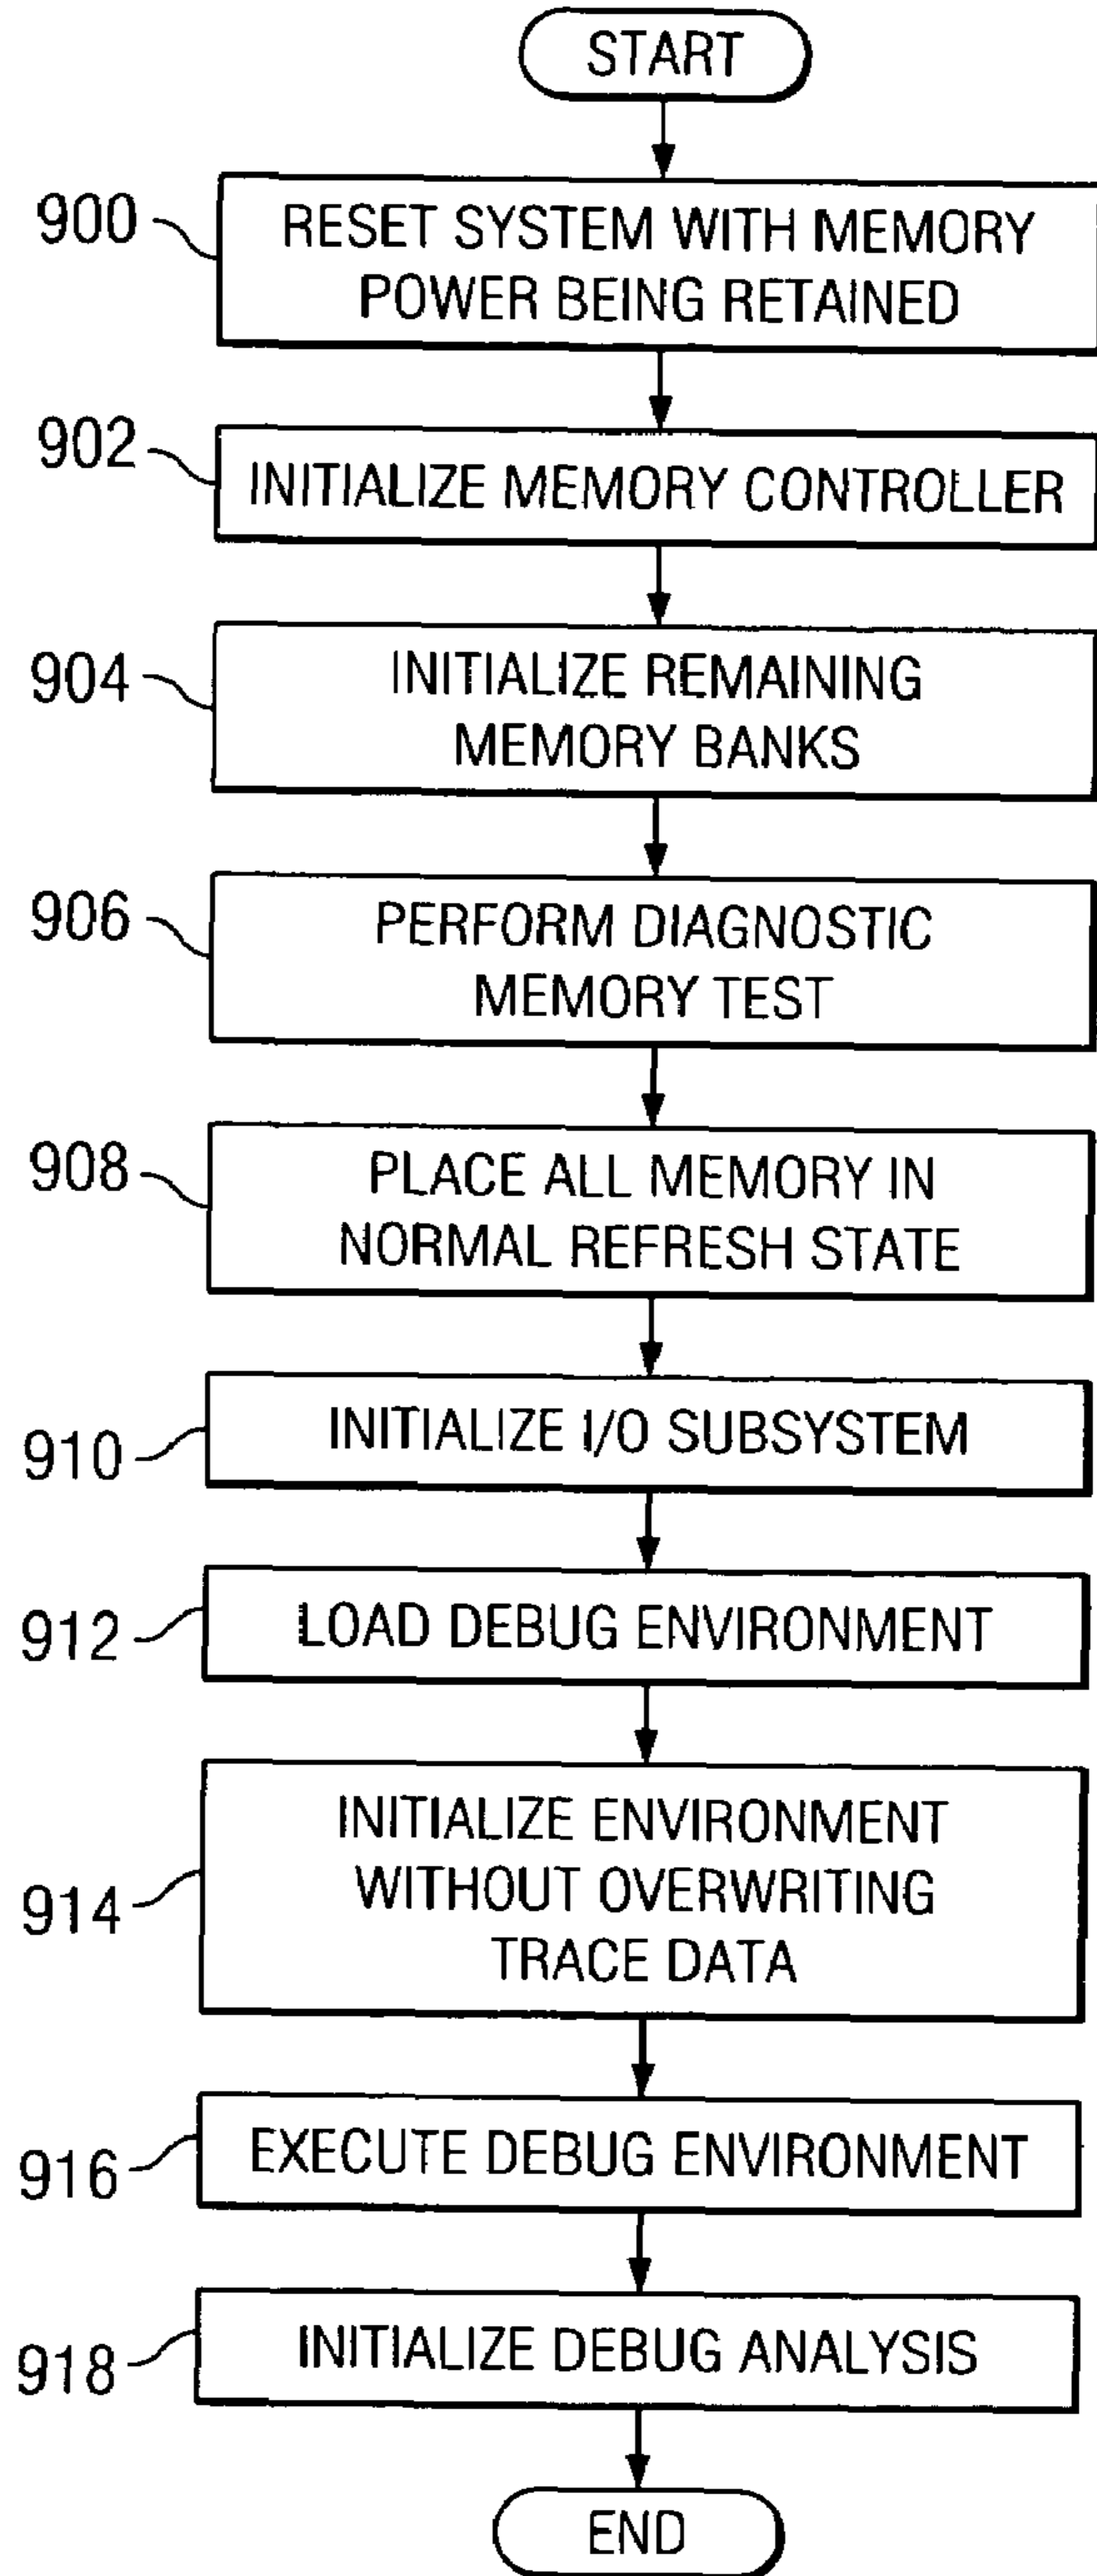 START
900
RESET SYSTEM WITH MEMORY
POWER BEING RETAINED
902
INITIALIZE MEMORY CONTROLLER
904
INITIALIZE REMAINING
MEMORY BANKS
906
PERFORM DIAGNOSTIC
MEMORY TEST
908
PLACE ALL MEMORY IN
NORMAL REFRESH STATE
910
INITIALIZE I/O SUBSYSTEM
912
LOAD DEBUG ENVIRONMENT
914
INITIALIZE ENVIRONMENT
WITHOUT OVERWRITING
TRACE DATA
916
EXECUTE DEBUG ENVIRONMENT
918
INITIALIZE DEBUG ANALYSIS
END